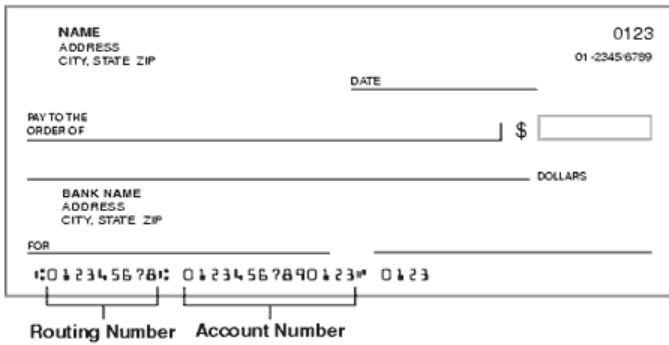 NAME 0123
ADDRESS 01-2345/6789
CITY, STATE ZIP
DATE
PAY TO THE
ORDER OF $
DOLLARS
BANK NAME
ADDRESS
CITY, STATE ZIP
FOR
⑆012345678⑆ 01234567890123⑈ 0123
Routing Number Account Number